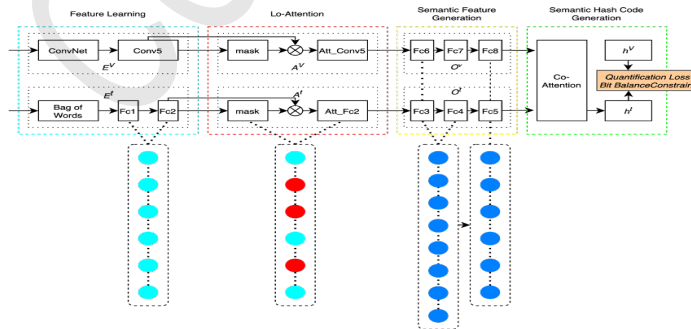 Feature Learning
Lo-Attention
Semantic Feature
Generation
Semantic Hash Code
Generation
ConvNet
Conv5
mask
Att_Conv5
Fc6
Fc7
Fc8
h^V
E^V
A^V
O^v
Co-
Attention
Quantification Loss
Bit BalanceConstrain
E^t
A^t
O^t
Bag of
Words
Fc1
Fc2
mask
Att_Fc2
Fc3
Fc4
Fc5
h^t